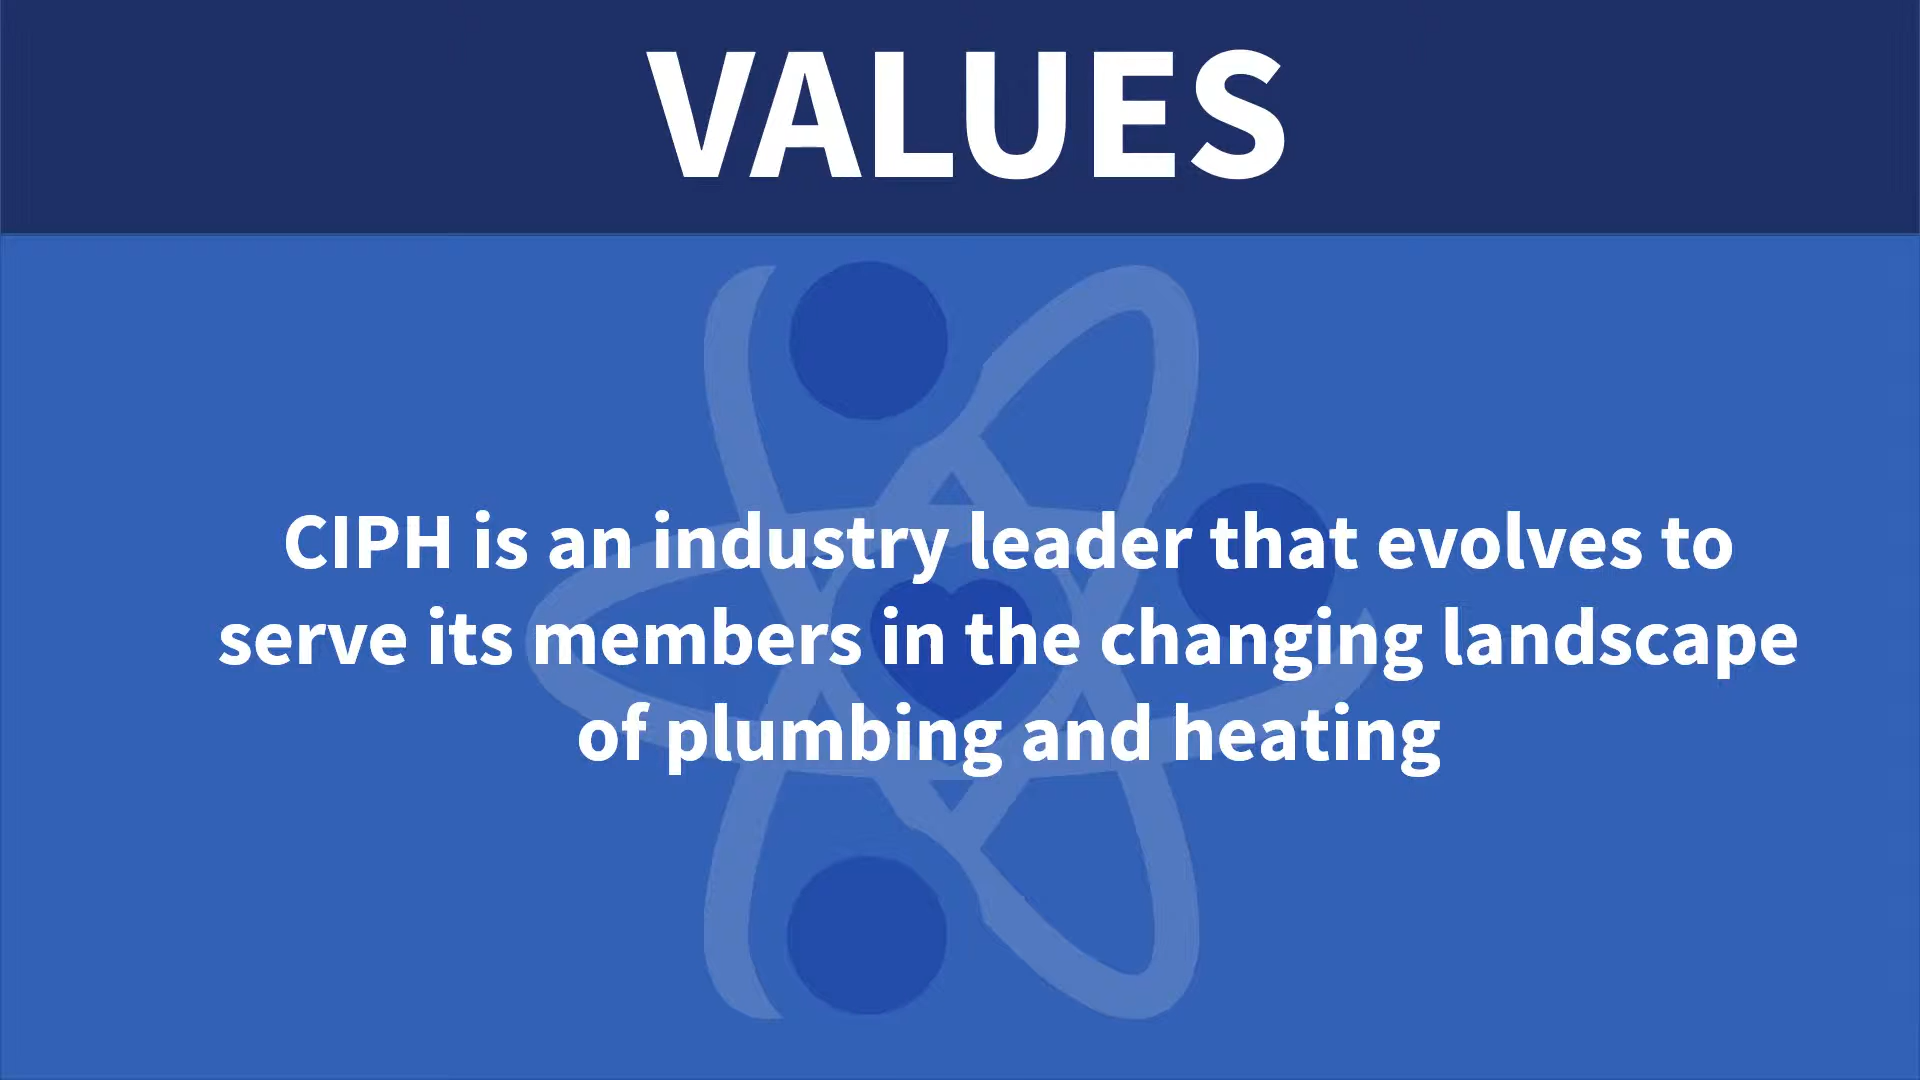 VALUES
CIPH is an industry leader that evolves to
serve its members in the changing landscape
of plumbing and heating